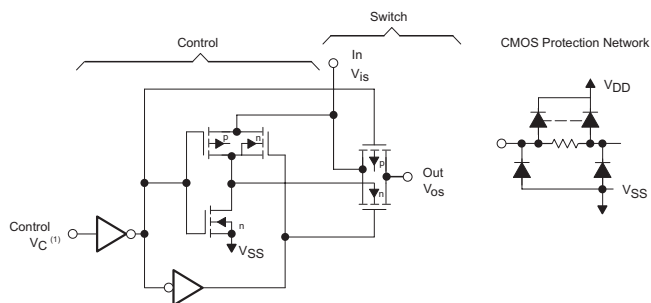 Switch
Control
In
V_is
CMOS Protection Network
V_DD
p
n
p
n
Out
V_os
n
V_SS
Control
V_C (1)
V_SS